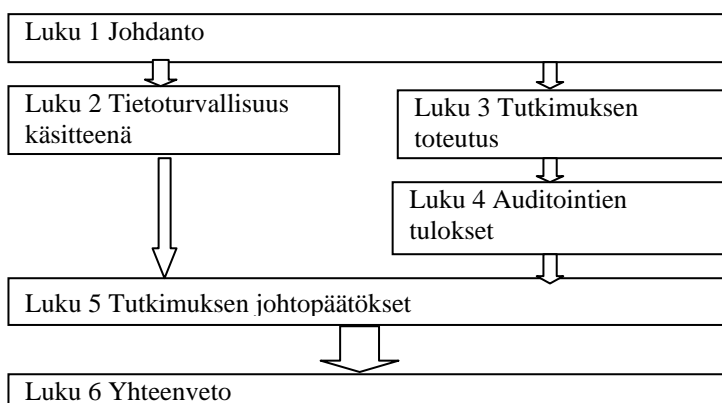 Luku 1 Johdanto
Luku 2 Tietoturvallisuus
käsitteenä
Luku 3 Tutkimuksen
toteutus
Luku 4 Auditointien
tulokset
Luku 5 Tutkimuksen johtopäätökset
Luku 6 Yhteenveto